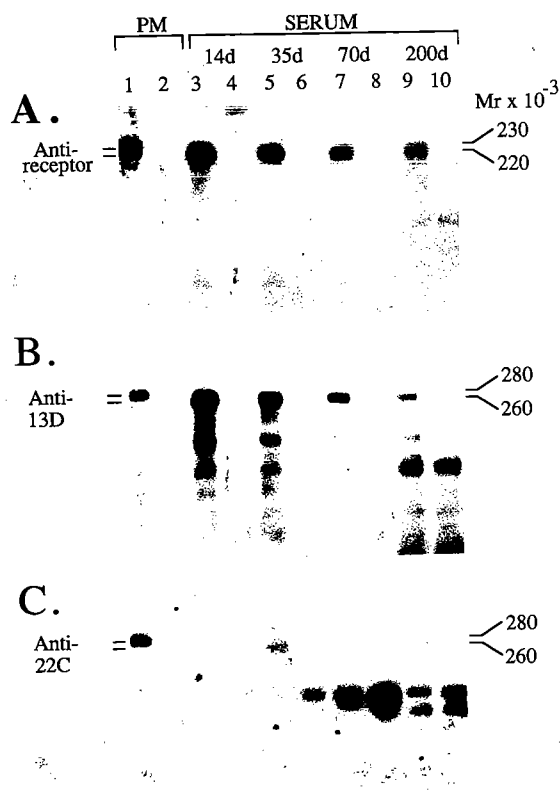 PM SERUM
14d 35d 70d 200d
1 2 3 4 5 6 7 8 9 10 Mr x 10-3
A.
Anti-
receptor
230
220
B.
Anti-
13D
280
260
C.
Anti-
22C
280
260